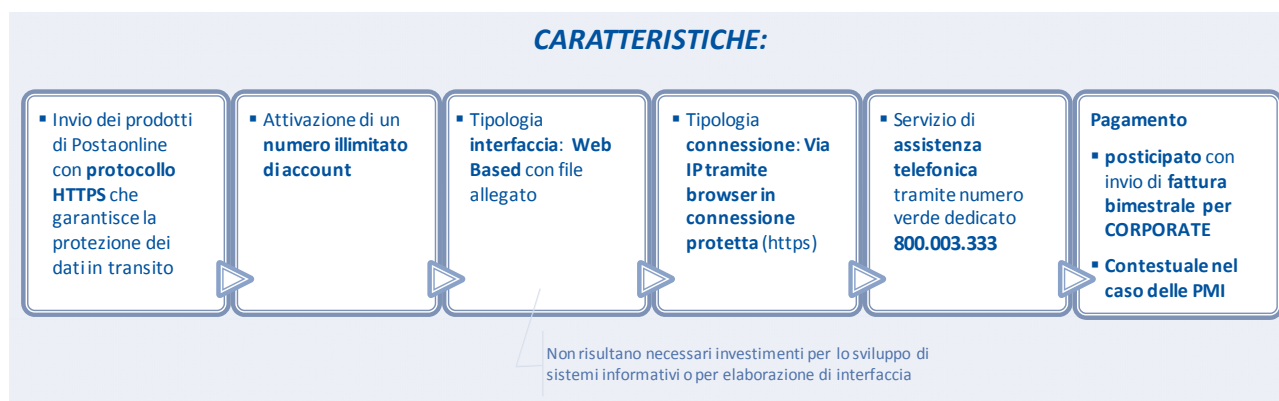 CARATTERISTICHE:
▪ Invio dei prodotti
di Postaonline
con protocollo
HTTPS che
garantisce la
protezione dei
dati in transito
▪ Attivazione di un
numero illimitato
di account
▪ Tipologia
interfaccia: Web
Based con file
allegato
▪ Tipologia
connessione: Via
IP tramite
browser in
connessione
protetta (https)
▪ Servizio di
assistenza
telefonica
tramite numero
verde dedicato
800.003.333
Pagamento
▪ posticipato con
invio di fattura
bimestrale per
CORPORATE
▪ Contestuale nel
caso delle PMI
Non risultano necessari investimenti per lo sviluppo di
sistemi informativi o per elaborazione di interfaccia